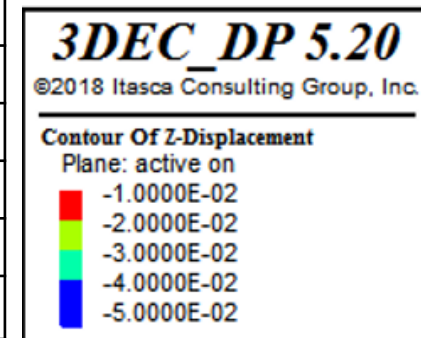 3DEC_DP 5.20
©2018 Itasca Consulting Group, Inc.
Contour Of Z-Displacement
Plane: active on
-1.0000E-02
-2.0000E-02
-3.0000E-02
-4.0000E-02
-5.0000E-02